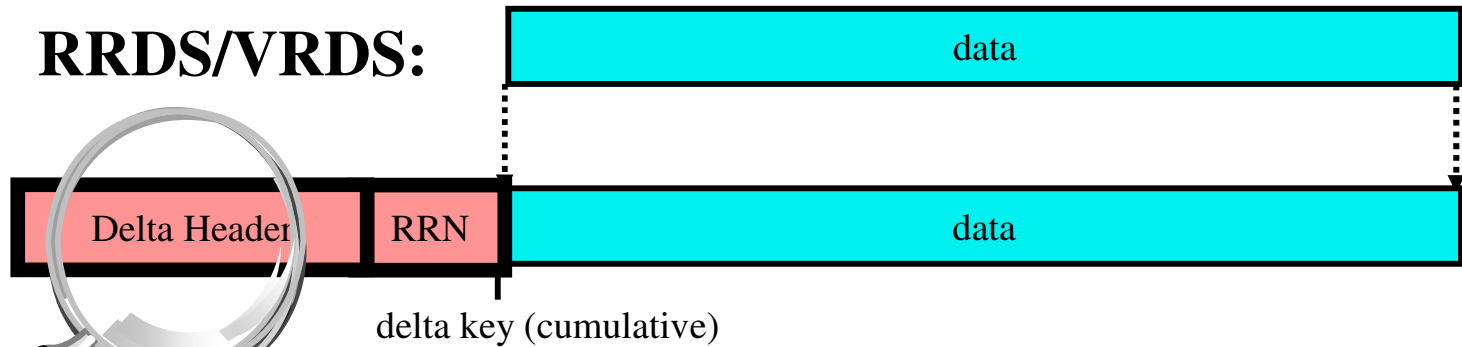 RRDS/VRDS:
data
Delta Header
RRN
data
delta key (cumulative)